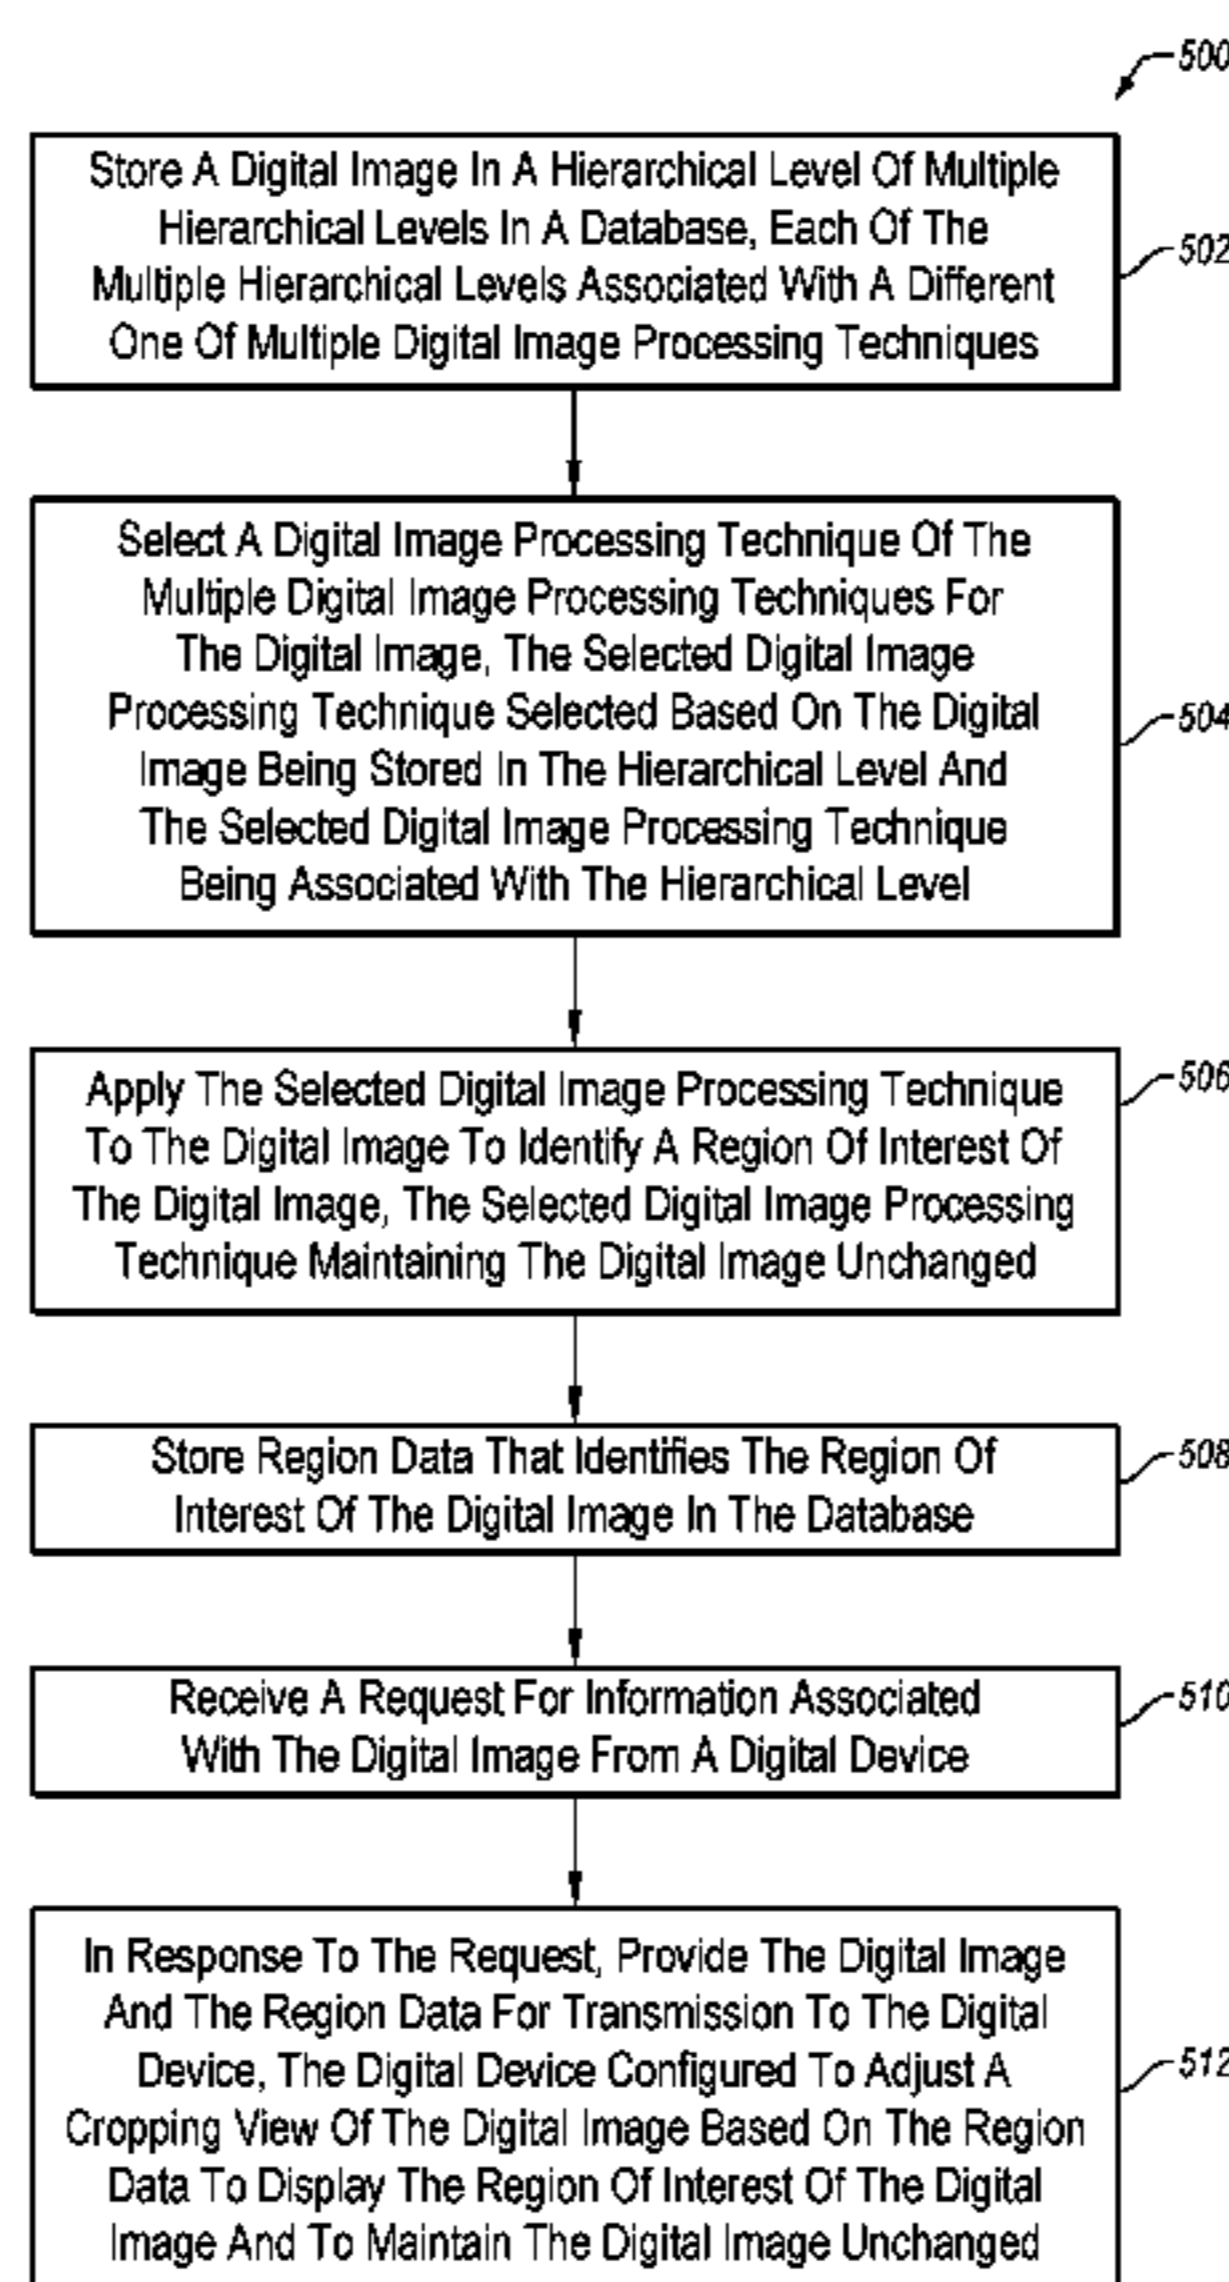 500
Store A Digital Image In A Hierarchical Level Of Multiple
Hierarchical Levels In A Database, Each Of The
Multiple Hierarchical Levels Associated With A Different
One Of Multiple Digital Image Processing Techniques
502
Select A Digital Image Processing Technique Of The
Multiple Digital Image Processing Techniques For
The Digital Image, The Selected Digital Image
Processing Technique Selected Based On The Digital
Image Being Stored In The Hierarchical Level And
The Selected Digital Image Processing Technique
Being Associated With The Hierarchical Level
504
Apply The Selected Digital Image Processing Technique
To The Digital Image To Identify A Region Of Interest Of
The Digital Image, The Selected Digital Image Processing
Technique Maintaining The Digital Image Unchanged
506
Store Region Data That Identifies The Region Of
Interest Of The Digital Image In The Database
508
Receive A Request For Information Associated
With The Digital Image From A Digital Device
510
In Response To The Request, Provide The Digital Image
And The Region Data For Transmission To The Digital
Device, The Digital Device Configured To Adjust A
Cropping View Of The Digital Image Based On The Region
Data To Display The Region Of Interest Of The Digital
Image And To Maintain The Digital Image Unchanged
512